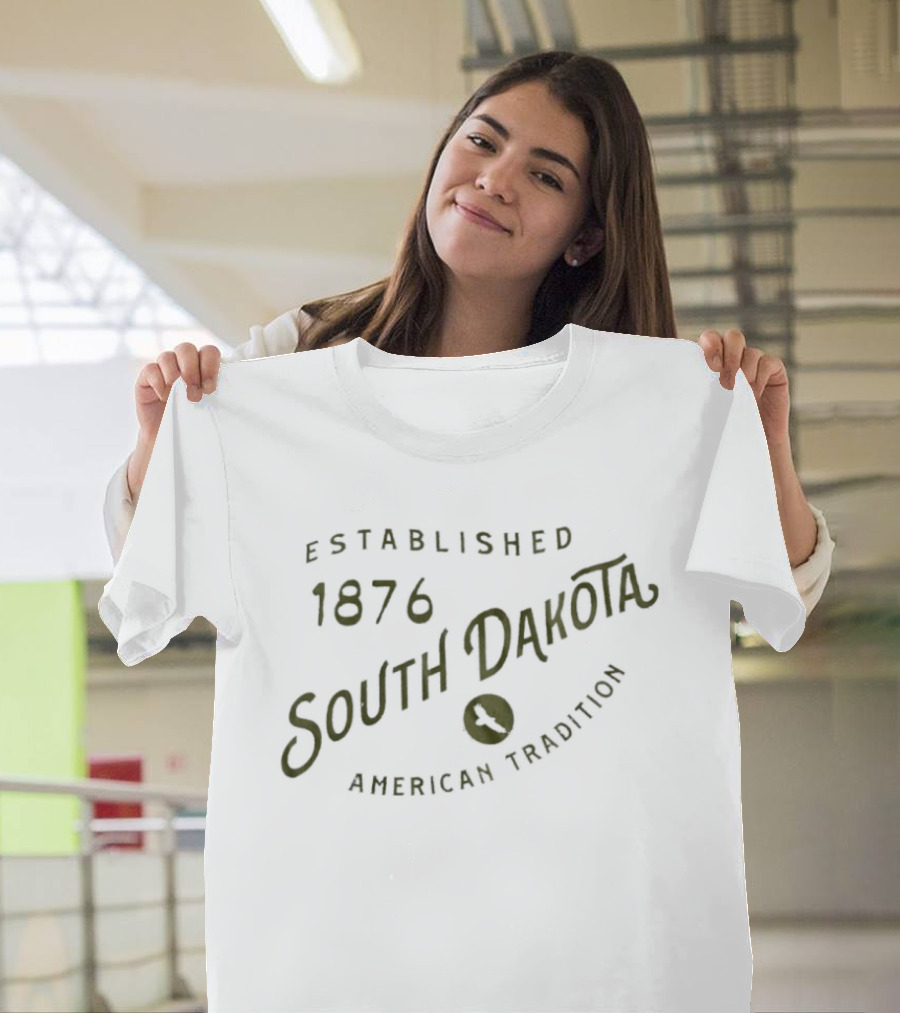 ESTABLISHED
1876
SOUTH DAKOTA
AMERICAN TRADITION